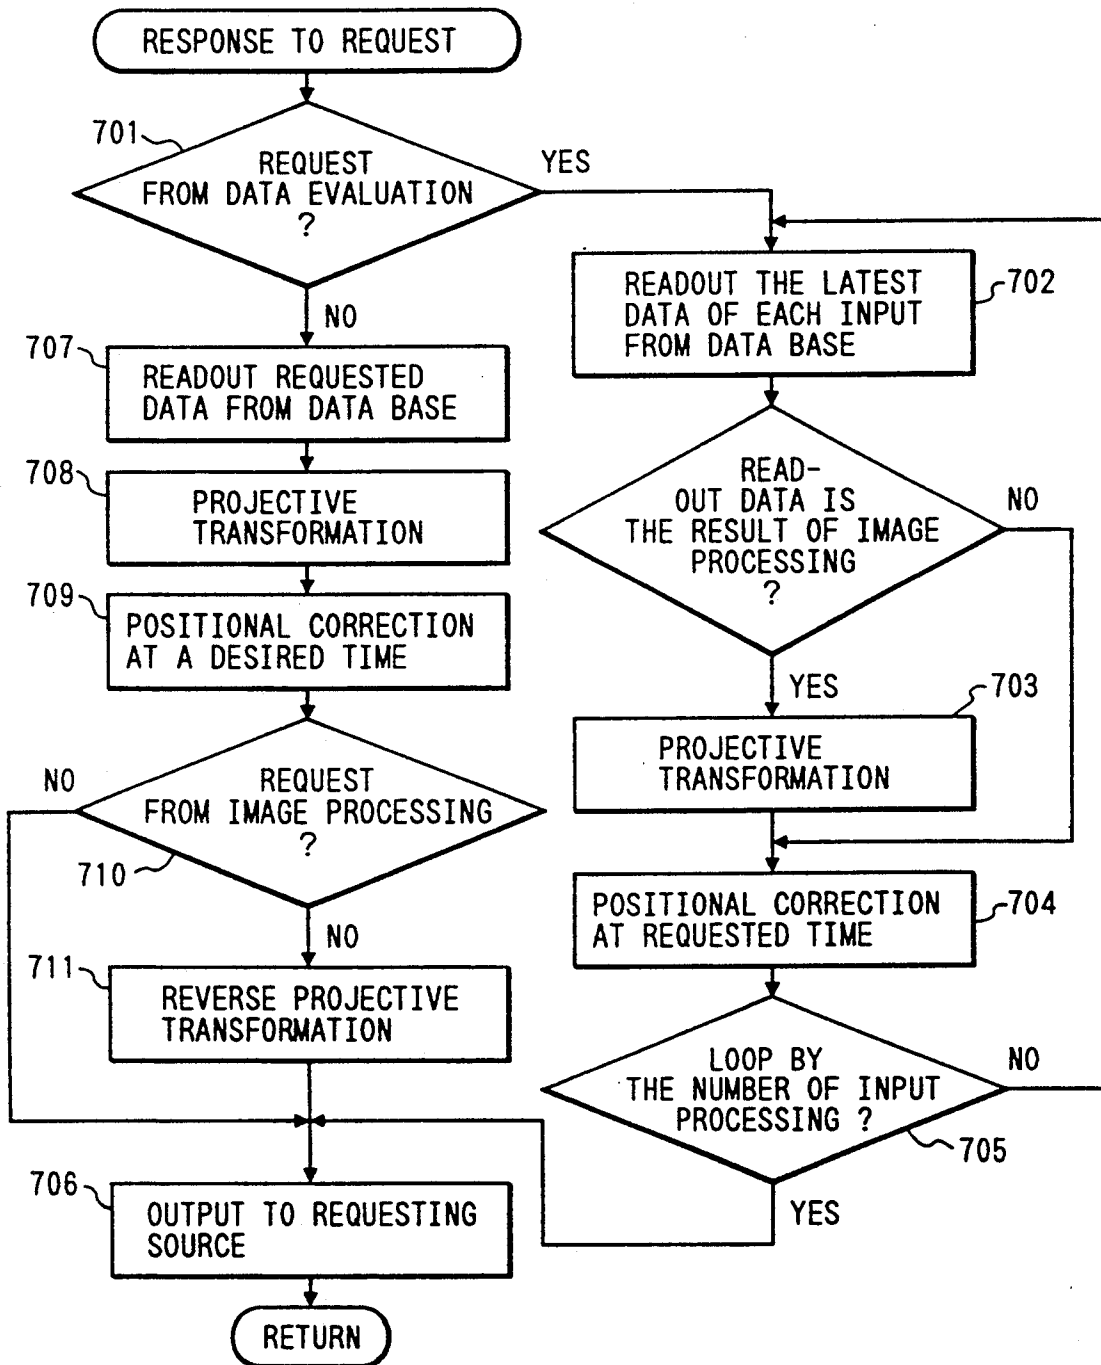 RESPONSE TO REQUEST
701
REQUEST
FROM DATA EVALUATION
?
YES
NO
707
READOUT REQUESTED
DATA FROM DATA BASE
708
PROJECTIVE
TRANSFORMATION
709
POSITIONAL CORRECTION
AT A DESIRED TIME
NO
REQUEST
FROM IMAGE PROCESSING
?
710
NO
711
REVERSE PROJECTIVE
TRANSFORMATION
706
OUTPUT TO REQUESTING
SOURCE
RETURN
READOUT THE LATEST
DATA OF EACH INPUT
FROM DATA BASE
702
READ-
OUT DATA IS
THE RESULT OF IMAGE
PROCESSING
?
NO
YES
703
PROJECTIVE
TRANSFORMATION
POSITIONAL CORRECTION
AT REQUESTED TIME
704
LOOP BY
THE NUMBER OF INPUT
PROCESSING ?
NO
705
YES